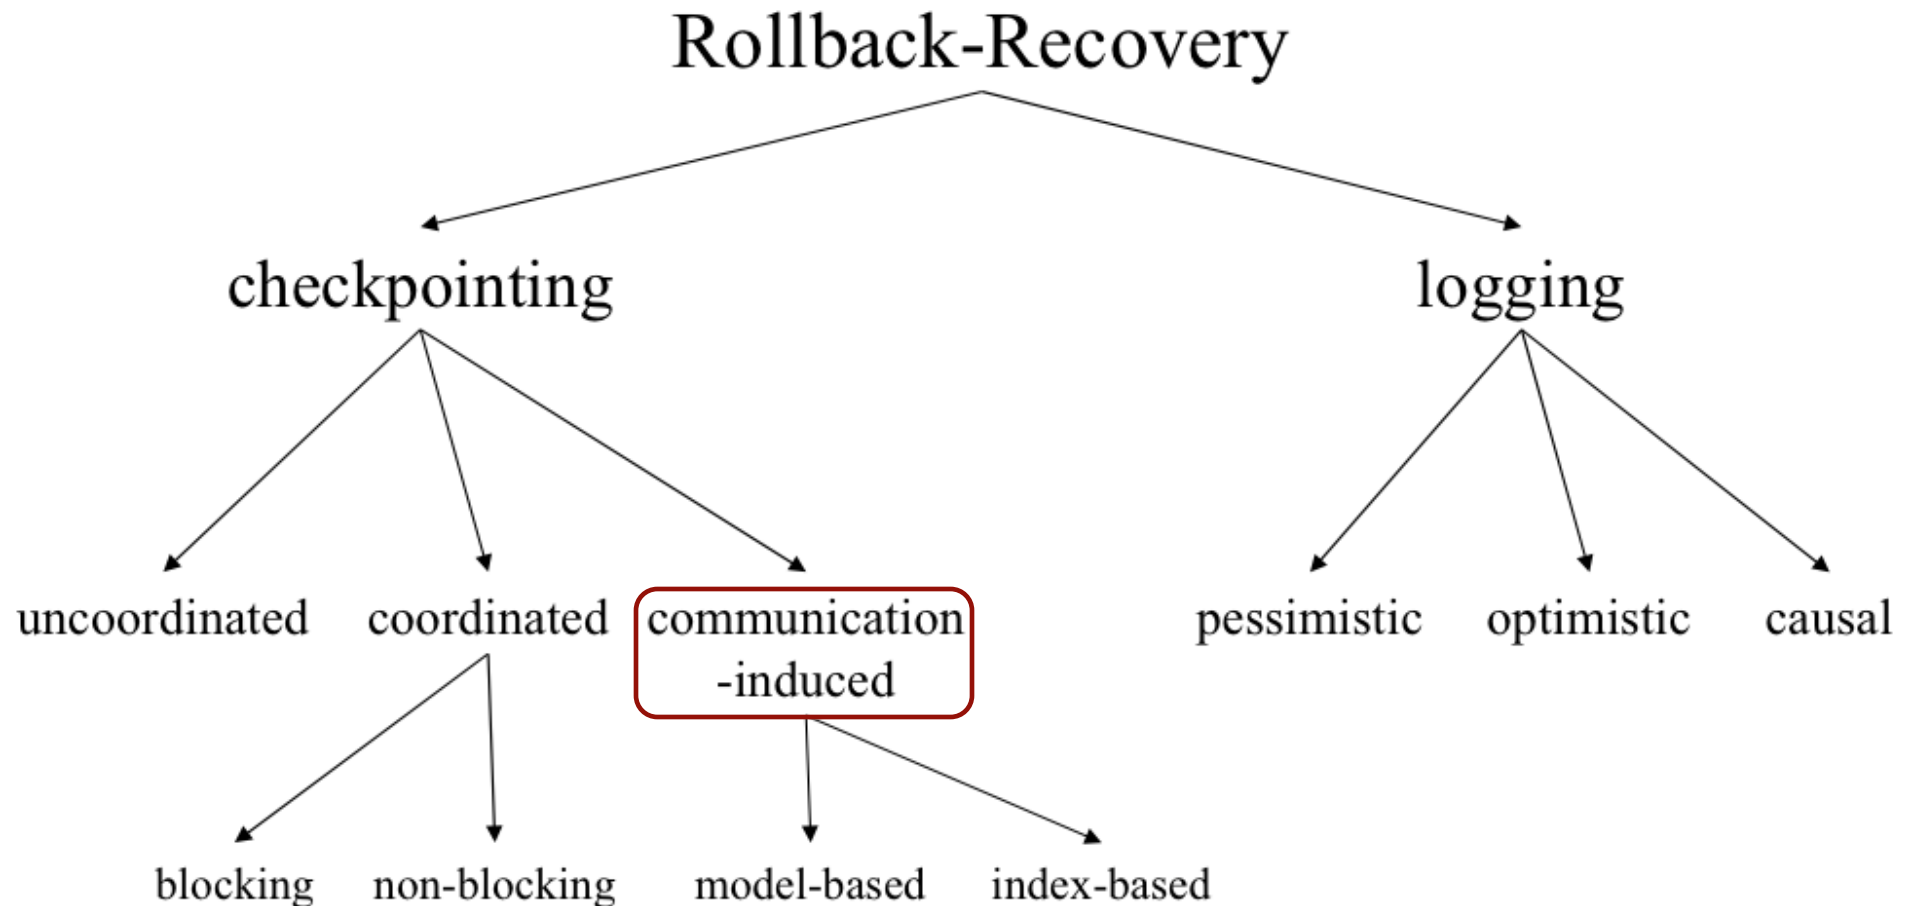 Rollback-Recovery
checkpointing
logging
uncoordinated
coordinated
communication
-induced
pessimistic
optimistic
causal
blocking
non-blocking
model-based
index-based